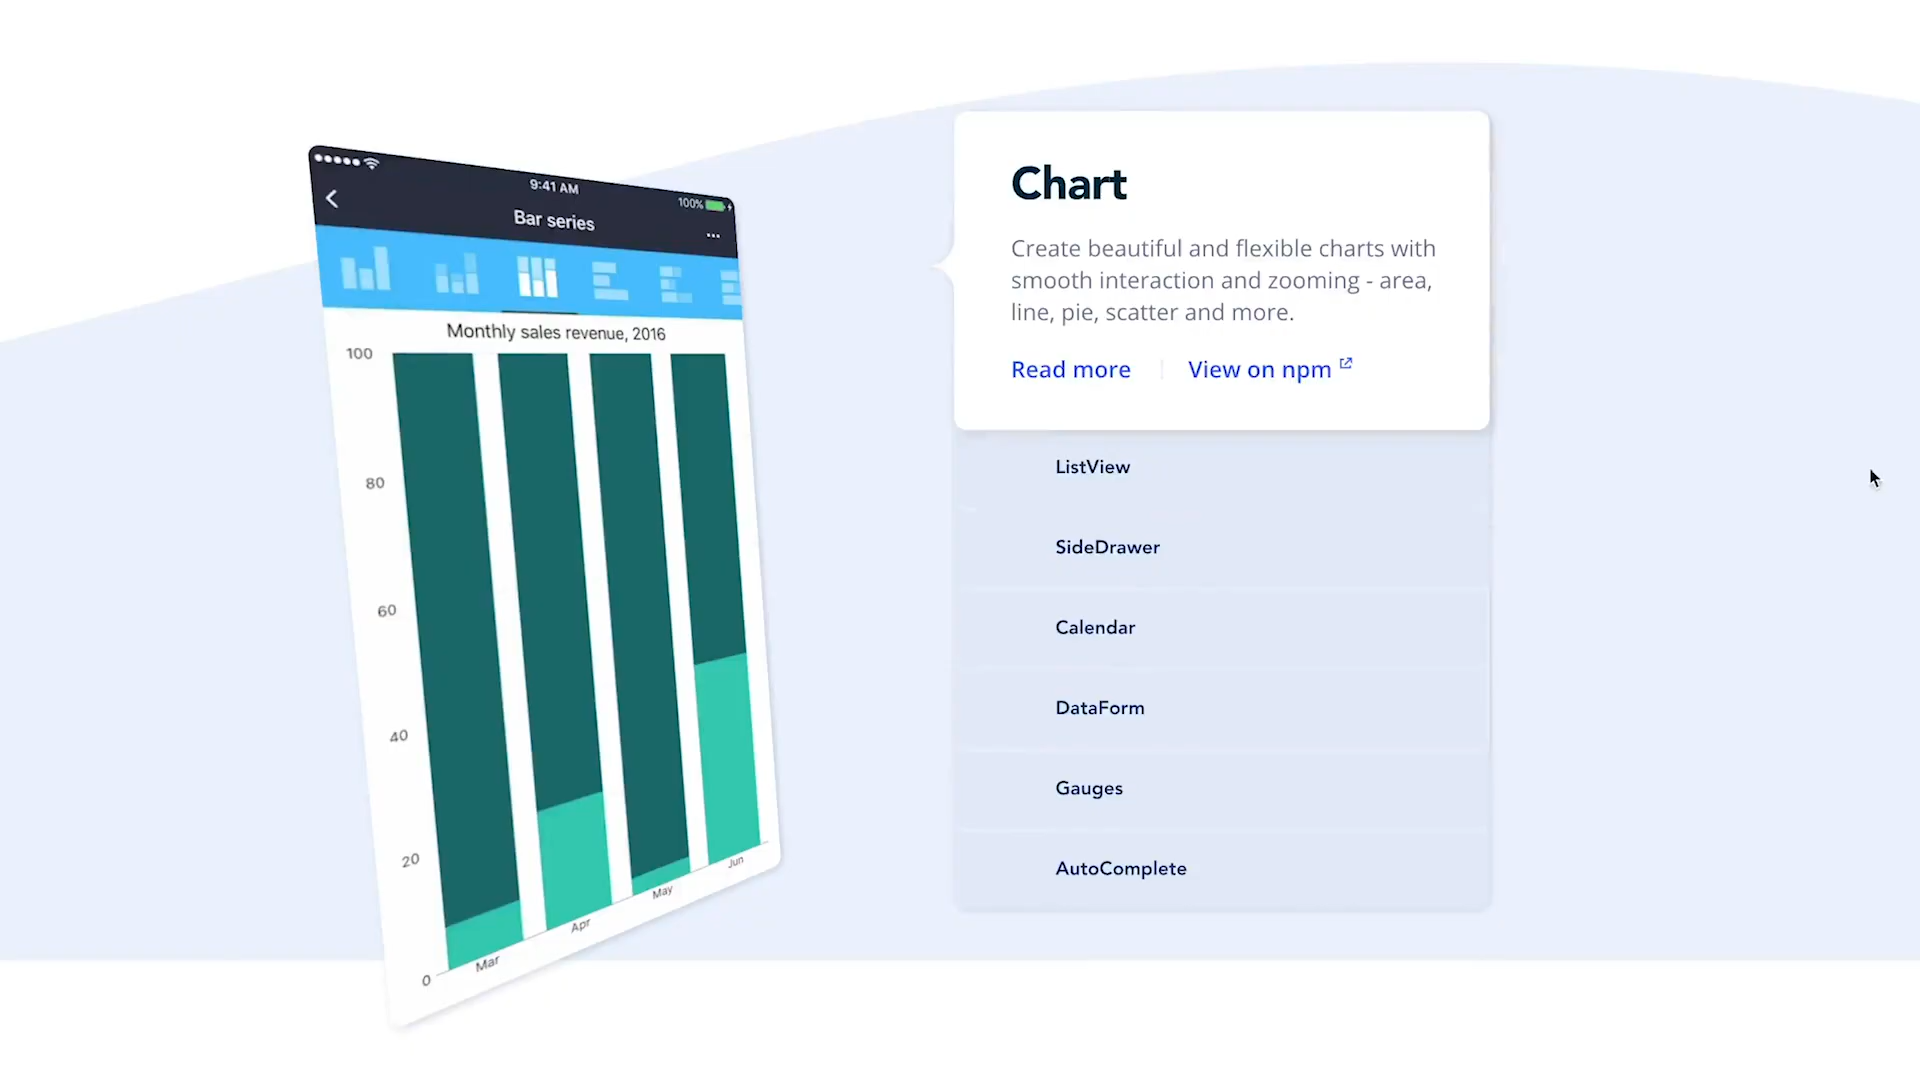 9:41 AM
100%
Bar series
Monthly sales revenue, 2016
100
80
60
40
20
0
Mar
Apr
May
Jun
Chart
Create beautiful and flexible charts with
smooth interaction and zooming - area,
line, pie, scatter and more.
Read more
View on npm
ListView
SideDrawer
Calendar
DataForm
Gauges
AutoComplete